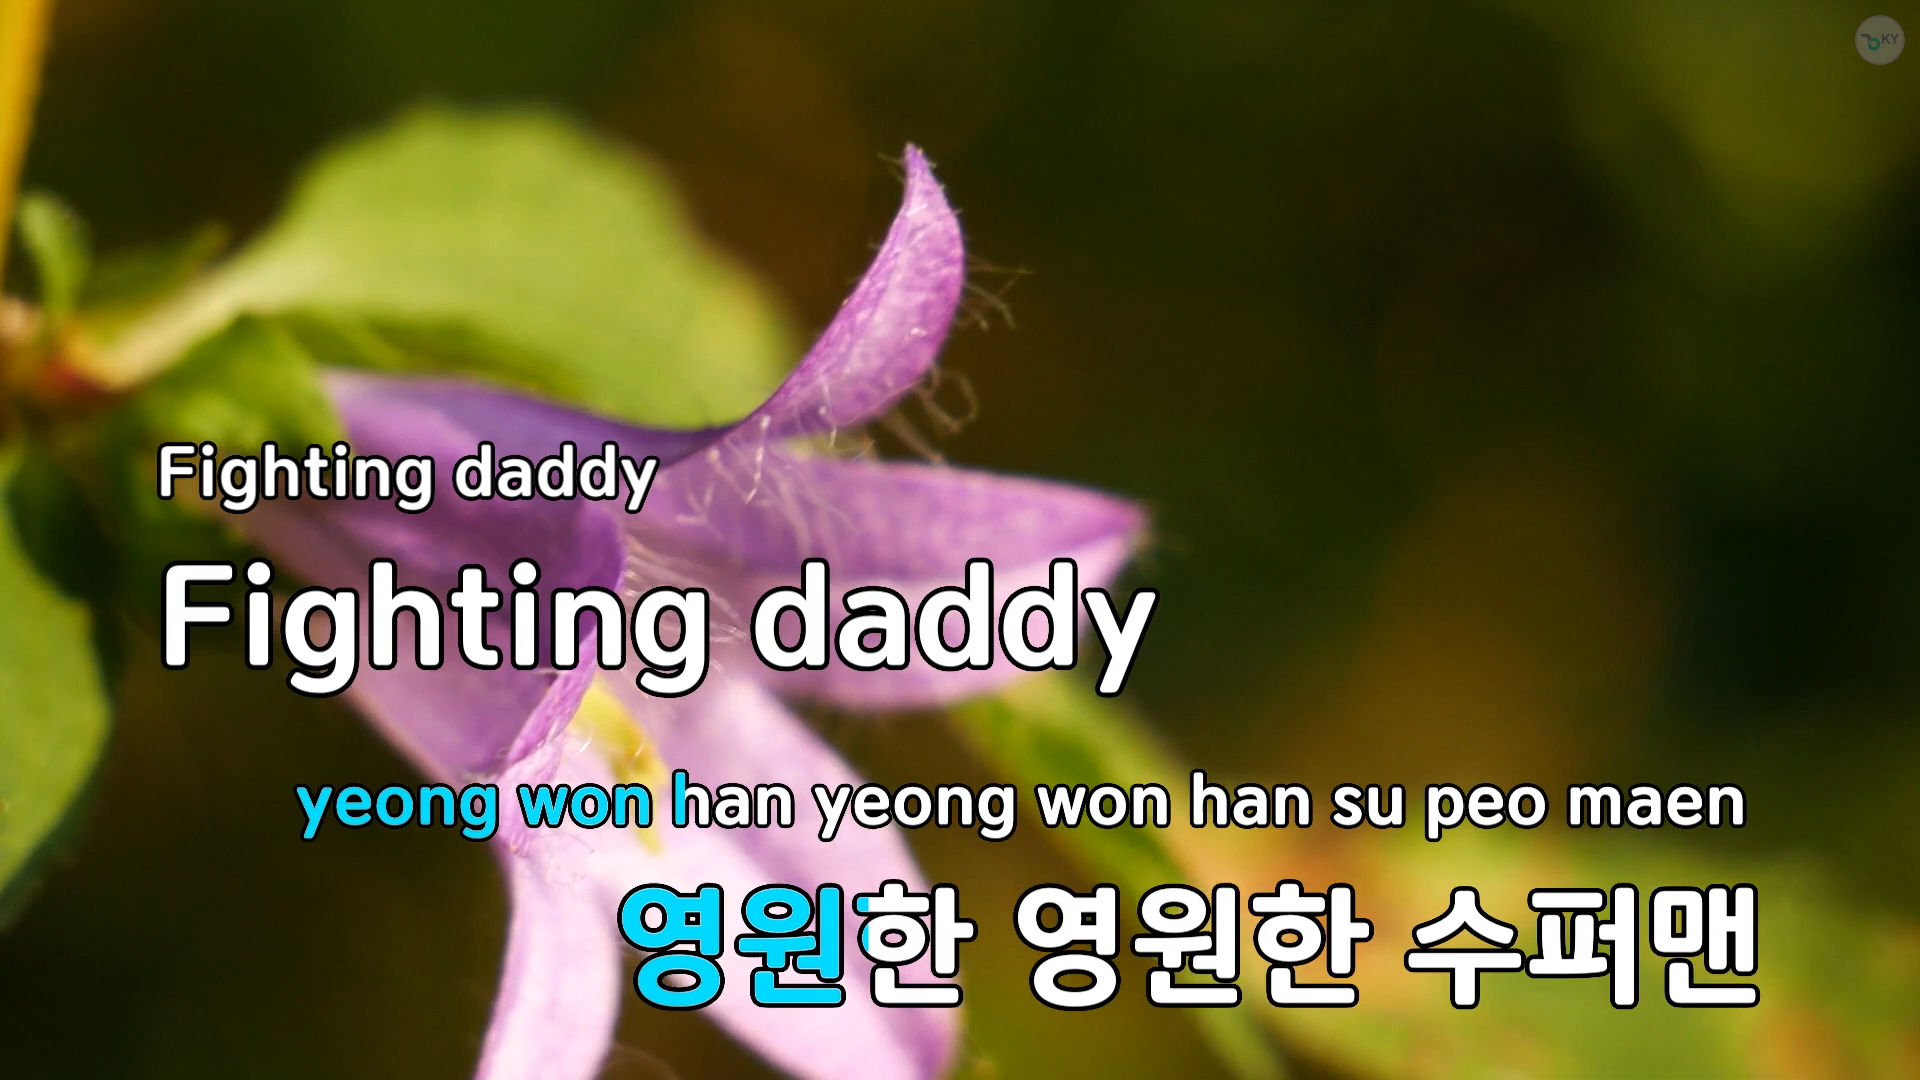 KY
Fighting daddy
Fighting daddy
yeong won han yeong won han su peo maen
영원한 영원한 수퍼맨